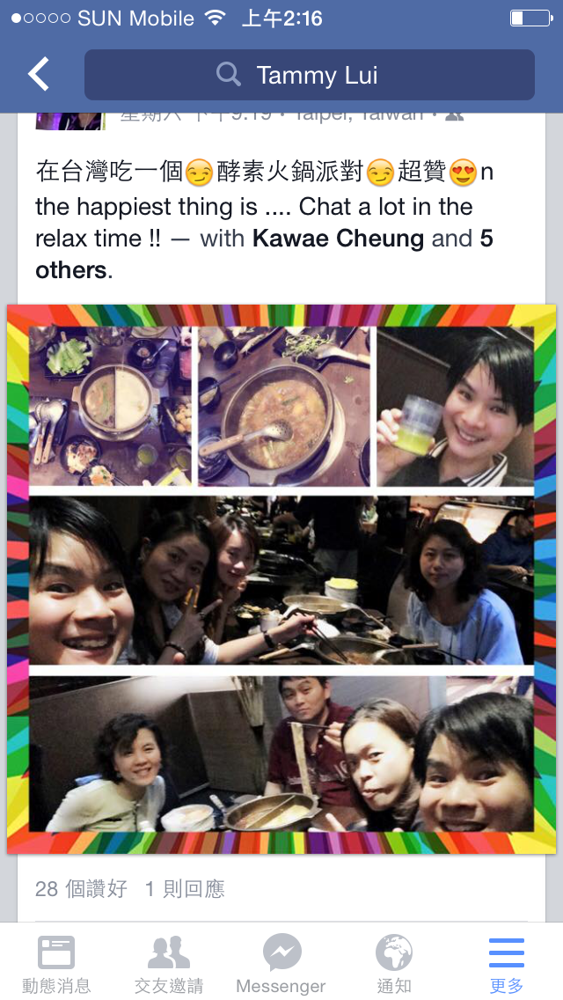 SUN Mobile 上午2:16
Tammy Lui
星期六 下午9:19 · Taipei, Taiwan ·
在台灣吃一個😏酵素火鍋派對😏超贊😍n
the happiest thing is .... Chat a lot in the
relax time !! — with Kawae Cheung and 5
others.
28 個讚好 1 則回應
動態消息 交友邀請 Messenger 通知 更多